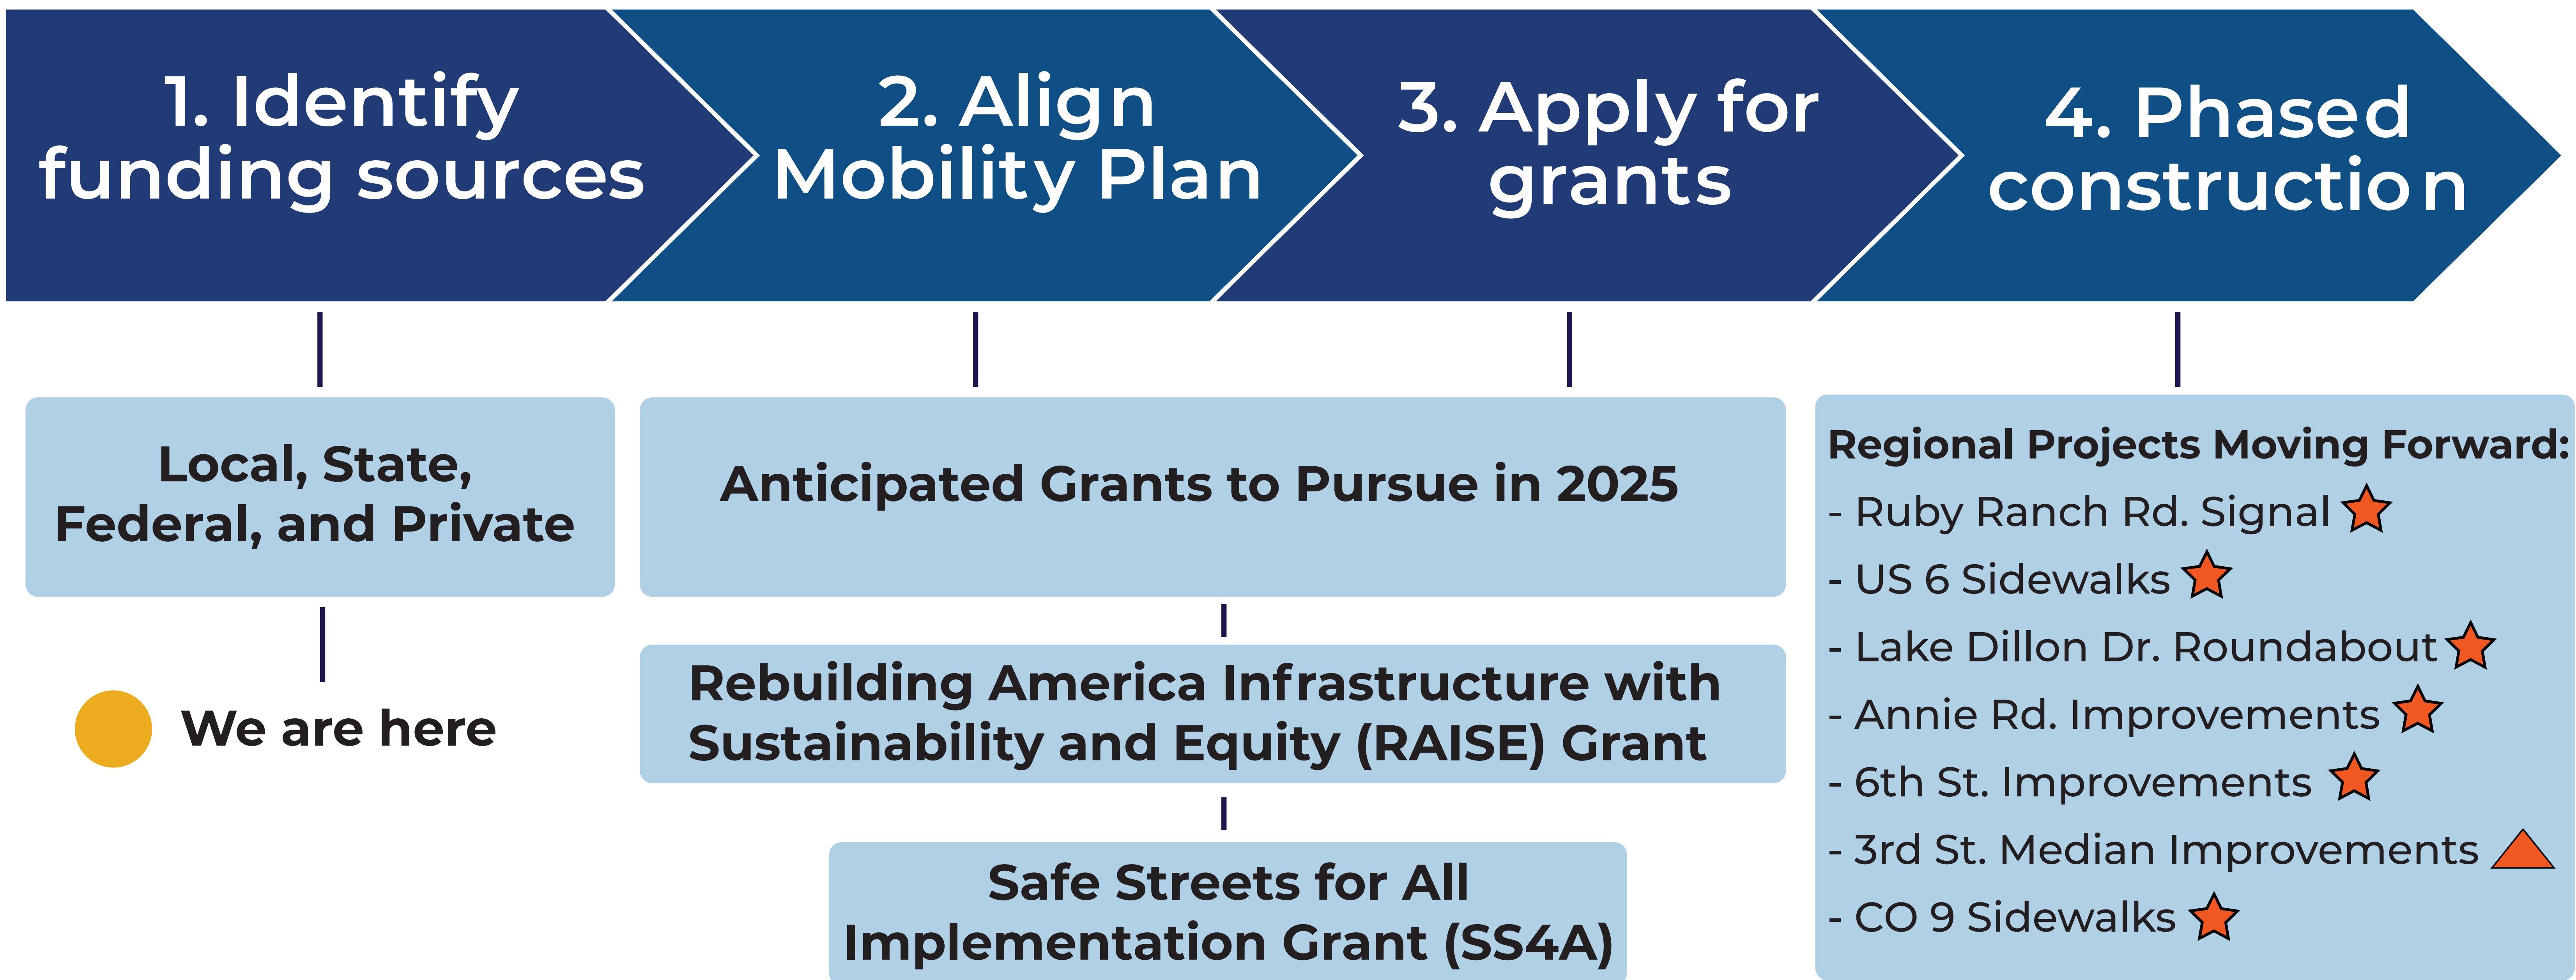 1. Identify
funding sources
2. Align
Mobility Plan
3. Apply for
grants
4. Phased
construction
Local, State,
Federal, and Private
We are here
Anticipated Grants to Pursue in 2025
Rebuilding America Infrastructure with
Sustainability and Equity (RAISE) Grant
Safe Streets for All
Implementation Grant (SS4A)
Regional Projects Moving Forward:
- Ruby Ranch Rd. Signal
- US 6 Sidewalks
- Lake Dillon Dr. Roundabout
- Annie Rd. Improvements
- 6th St. Improvements
- 3rd St. Median Improvements
- CO 9 Sidewalks